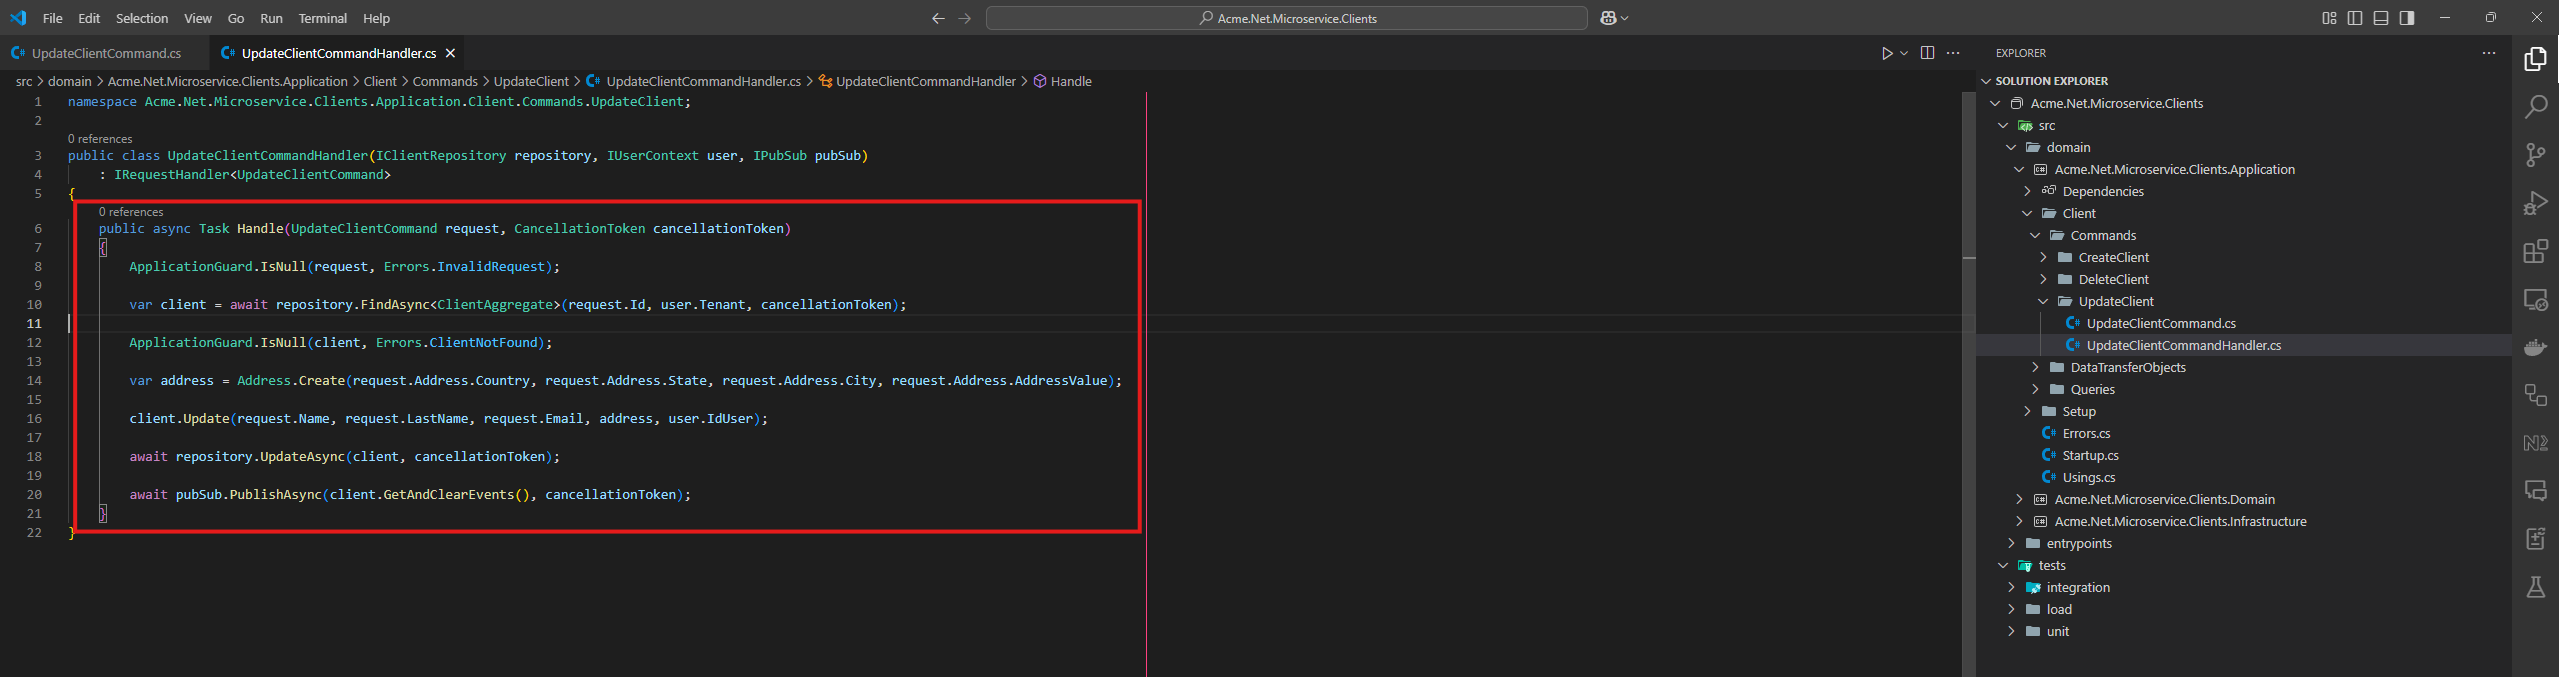 File Edit Selection View Go Run Terminal Help
Acme.Net.Microservice.Clients
UpdateClientCommand.cs
UpdateClientCommandHandler.cs
src > domain > Acme.Net.Microservice.Clients.Application > Client > Commands > UpdateClient > UpdateClientCommandHandler.cs > UpdateClientCommandHandler > Handle
1 namespace Acme.Net.Microservice.Clients.Application.Client.Commands.UpdateClient;
2
0 references
3 public class UpdateClientCommandHandler(IClientRepository repository, IUserContext user, IPubSub pubSub)
4 : IRequestHandler<UpdateClientCommand>
5 {
0 references
6 public async Task Handle(UpdateClientCommand request, CancellationToken cancellationToken)
7 {
8 ApplicationGuard.IsNull(request, Errors.InvalidRequest);
9
10 var client = await repository.FindAsync<ClientAggregate>(request.Id, user.Tenant, cancellationToken);
11
12 ApplicationGuard.IsNull(client, Errors.ClientNotFound);
13
14 var address = Address.Create(request.Address.Country, request.Address.State, request.Address.City, request.Address.AddressValue);
15
16 client.Update(request.Name, request.LastName, request.Email, address, user.IdUser);
17
18 await repository.UpdateAsync(client, cancellationToken);
19
20 await pubSub.PublishAsync(client.GetAndClearEvents(), cancellationToken);
21 }
22 }
EXPLORER
SOLUTION EXPLORER
Acme.Net.Microservice.Clients
src
domain
Acme.Net.Microservice.Clients.Application
Dependencies
Client
Commands
CreateClient
DeleteClient
UpdateClient
UpdateClientCommand.cs
UpdateClientCommandHandler.cs
DataTransferObjects
Queries
Setup
Errors.cs
Startup.cs
Usings.cs
Acme.Net.Microservice.Clients.Domain
Acme.Net.Microservice.Clients.Infrastructure
entrypoints
tests
integration
load
unit